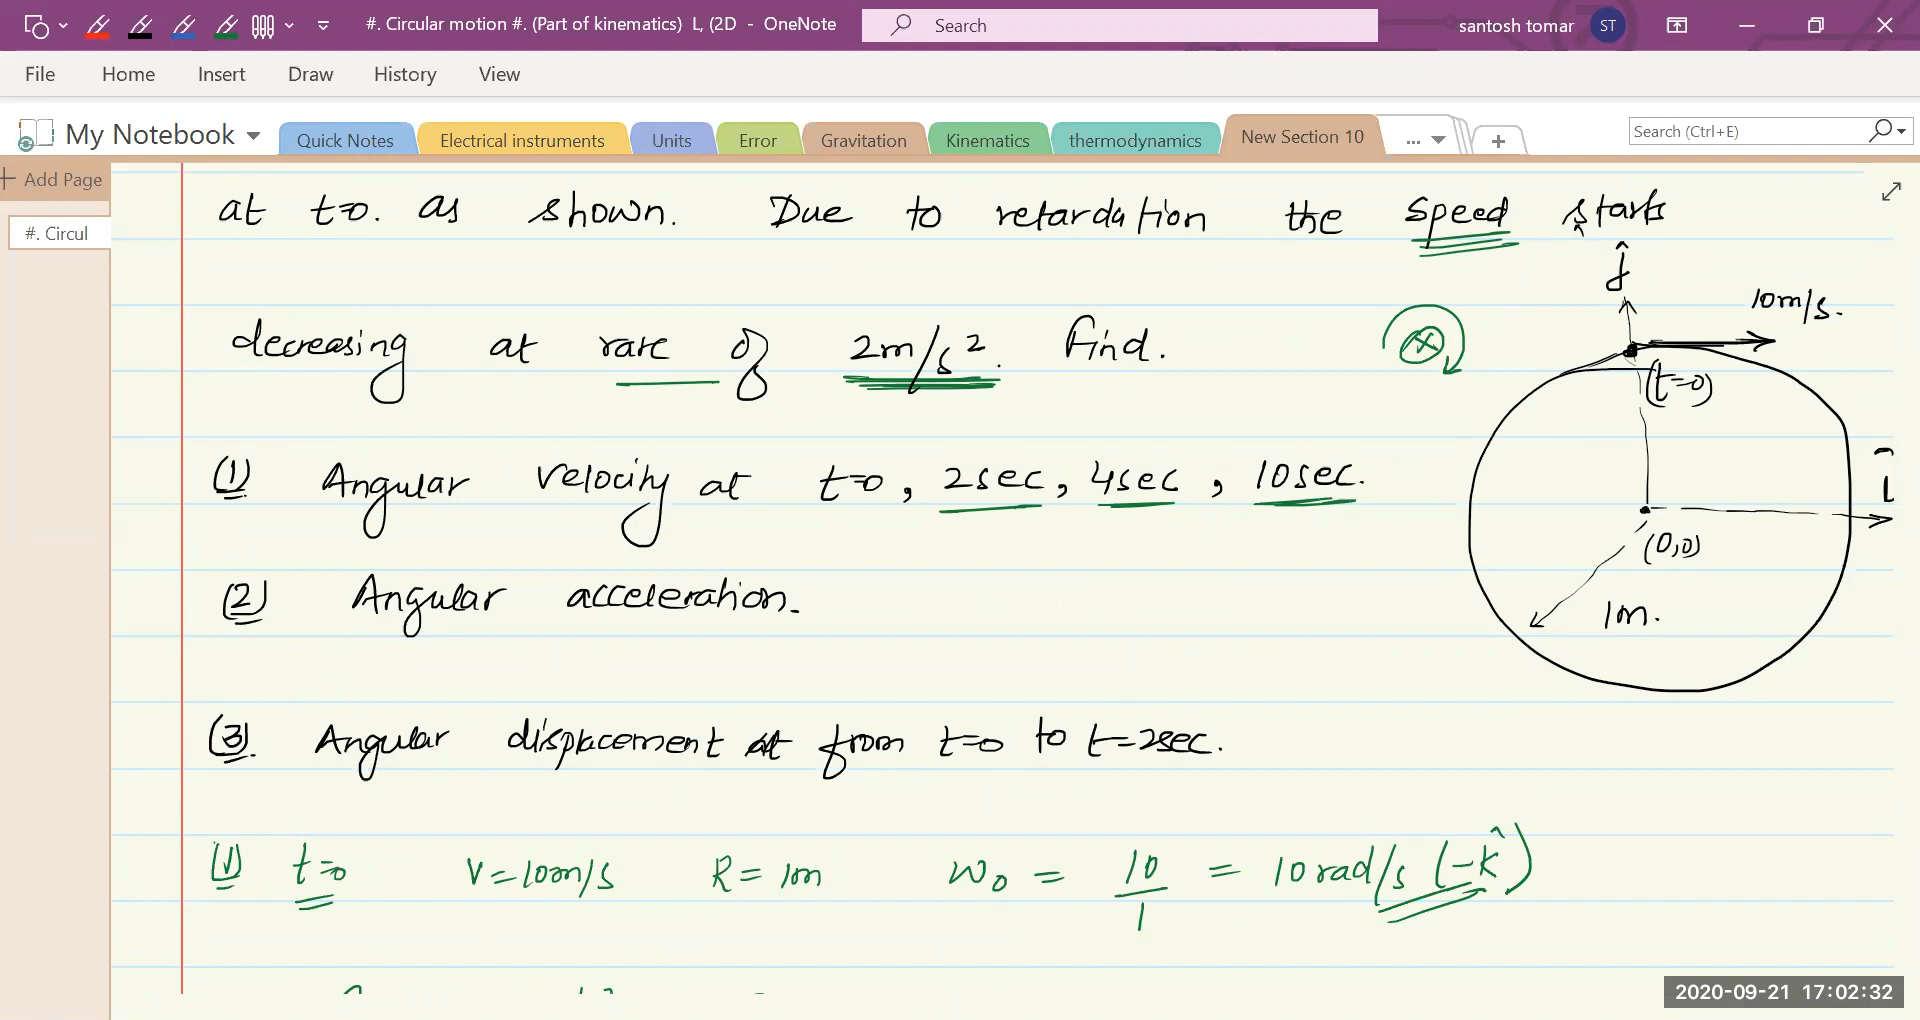 #. Circular motion #. (Part of kinematics) L, (2D - OneNote
Search
santosh tomar ST
File Home Insert Draw History View
My Notebook
Quick Notes Electrical instruments Units Error Gravitation Kinematics thermodynamics New Section 10 ... +
Search (Ctrl+E)
+ Add Page
#. Circul
at t=0. as shown. Due to retardation the speed starts
ĵ
10m/s.
decreasing at rate of 2m/s². Find.
(t=0)
(1) Angular velocity at t=0, 2sec, 4sec, 10sec.
î
(0,0)
(2) Angular acceleration.
1m.
(3). Angular displacement from t=0 to t=2sec.
(1) t=0 V=10m/s R=1m ω₀ = 10/1 = 10 rad/s (-k̂)
2020-09-21 17:02:32